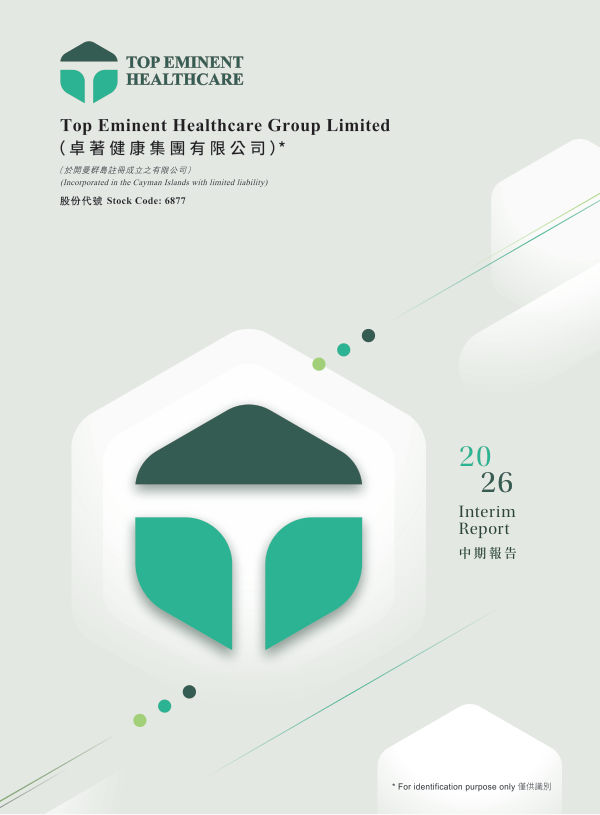 TOP EMINENT
HEALTHCARE
Top Eminent Healthcare Group Limited
（卓著健康集團有限公司）*
（於開曼群島註冊成立之有限公司）
(Incorporated in the Cayman Islands with limited liability)
股份代號 Stock Code: 6877
20
26
Interim
Report
中期報告
* For identification purpose only 僅供識別